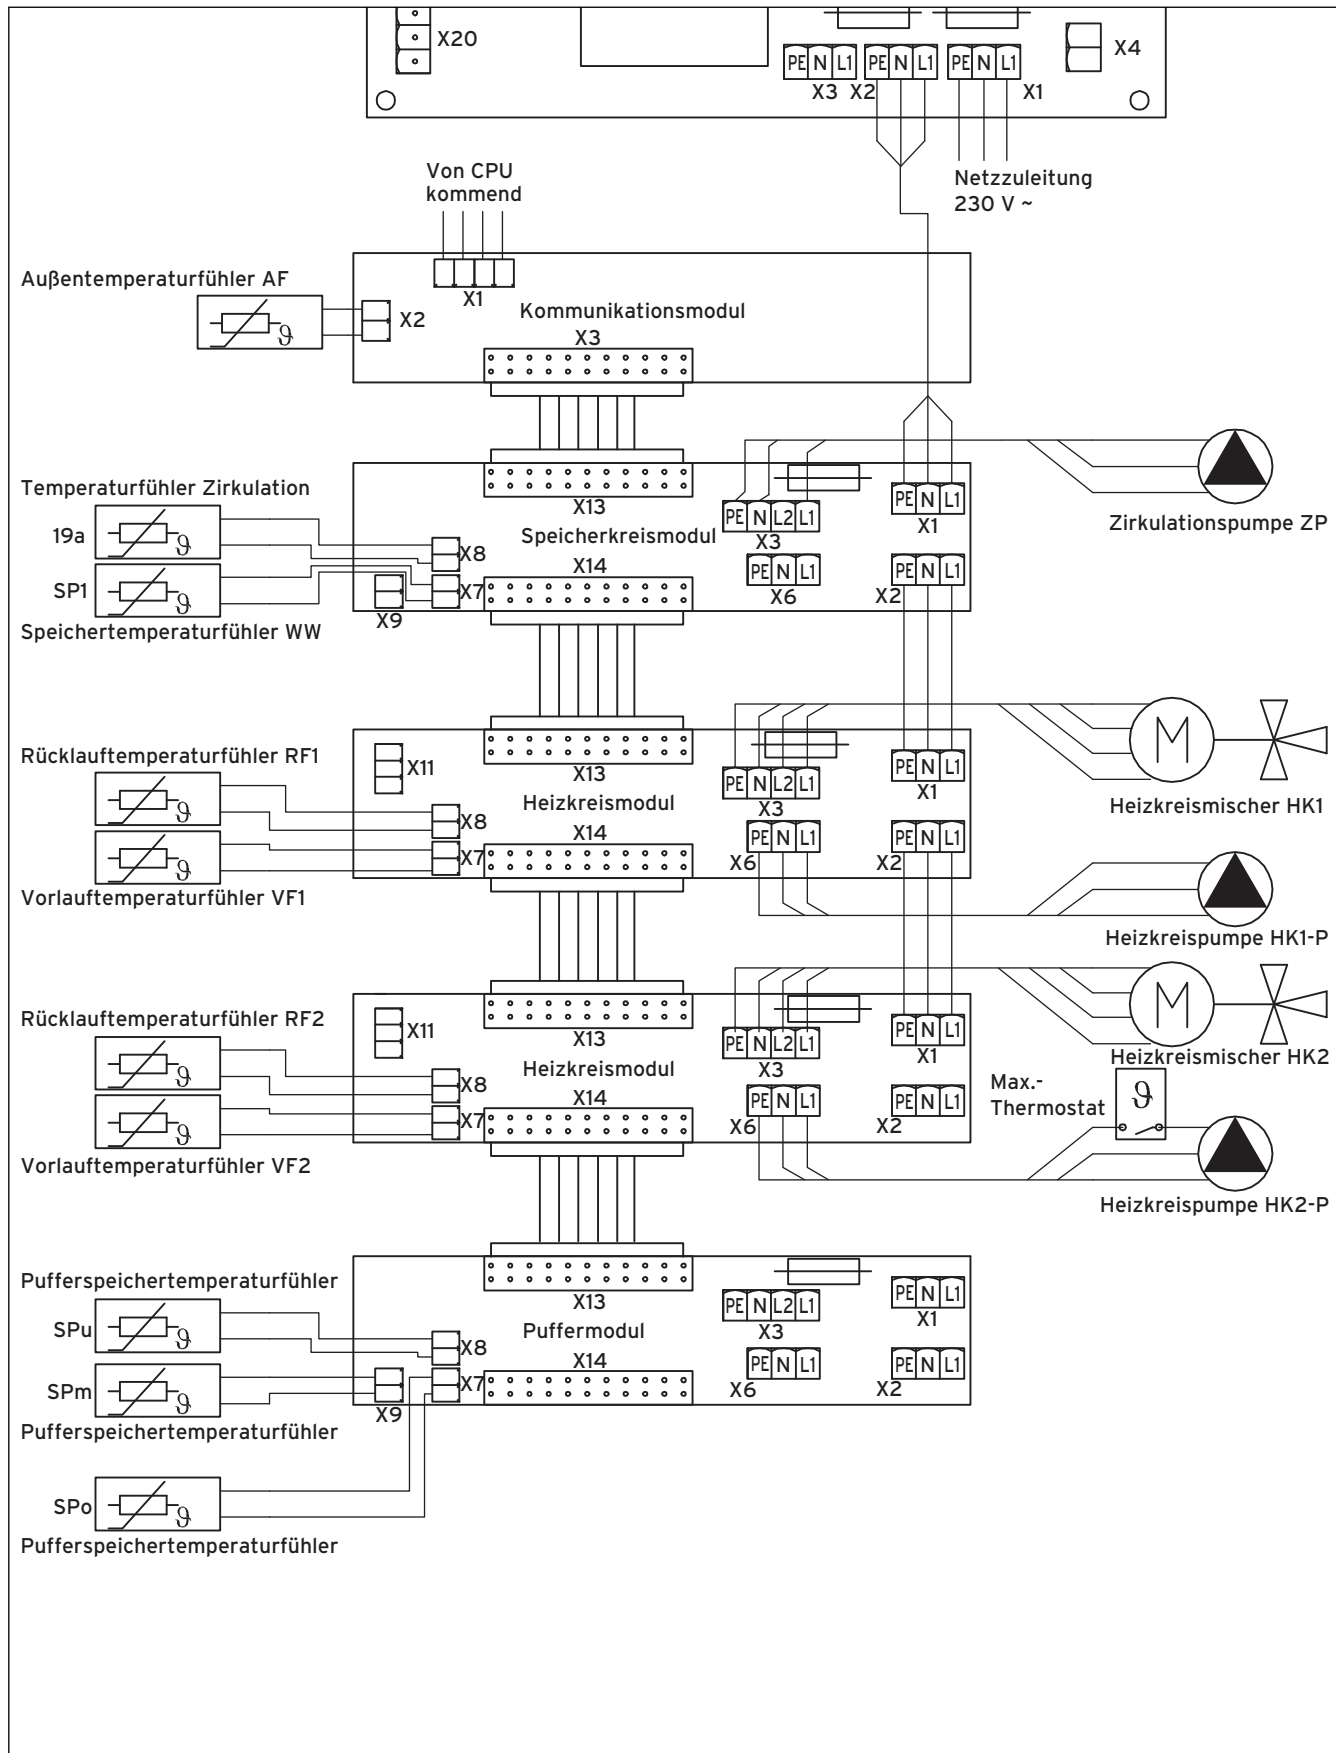 X20
PE N L1
PE N L1
PE N L1
X4
X3
X2
X1
Von CPU
kommend
Netzzuleitung
230 V ~
Außentemperaturfühler AF
ϑ
X2
X1
Kommunikationsmodul
X3
Temperaturfühler Zirkulation
19a
ϑ
SP1
ϑ
Speichertemperaturfühler WW
X8
X7
X9
X13
Speicherkreismodul
X14
PE N L2 L1
X3
PE N L1
X6
PE N L1
X1
PE N L1
X2
Zirkulationspumpe ZP
Rücklauftemperaturfühler RF1
ϑ
ϑ
Vorlauftemperaturfühler VF1
X11
X8
X7
X13
Heizkreismodul
X14
PE N L2 L1
X3
PE N L1
X6
PE N L1
X1
PE N L1
X2
M
Heizkreismischer HK1
Heizkreispumpe HK1-P
Rücklauftemperaturfühler RF2
ϑ
ϑ
Vorlauftemperaturfühler VF2
X11
X8
X7
X13
Heizkreismodul
X14
PE N L2 L1
X3
PE N L1
X6
PE N L1
X1
PE N L1
X2
M
Heizkreismischer HK2
Max.-
Thermostat
ϑ
Heizkreispumpe HK2-P
Pufferspeichertemperaturfühler
SPu
ϑ
SPm
ϑ
Pufferspeichertemperaturfühler
X8
X7
X9
X13
Puffermodul
X14
PE N L2 L1
X3
PE N L1
X6
PE N L1
X1
PE N L1
X2
SPo
ϑ
Pufferspeichertemperaturfühler